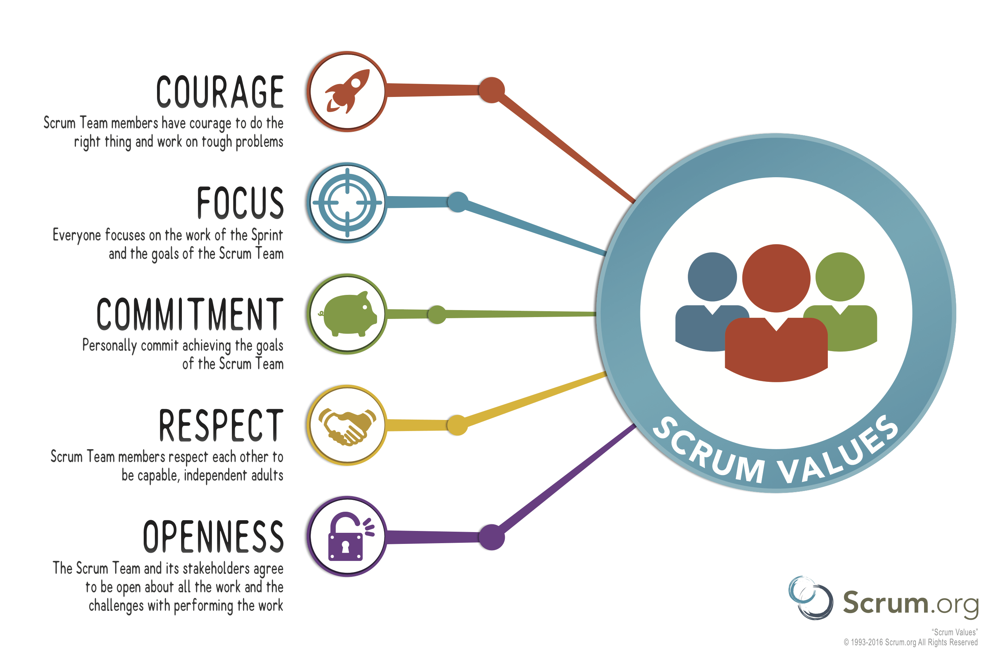 COURAGE
Scrum Team members have courage to do the
right thing and work on tough problems
FOCUS
Everyone focuses on the work of the Sprint
and the goals of the Scrum Team
COMMITMENT
Personally commit achieving the goals
of the Scrum Team
RESPECT
Scrum Team members respect each other to
be capable, independent adults
OPENNESS
The Scrum Team and its stakeholders agree
to be open about all the work and the
challenges with performing the work
SCRUM VALUES
Scrum.org
“Scrum Values”
© 1993-2016 Scrum.org All Rights Reserved